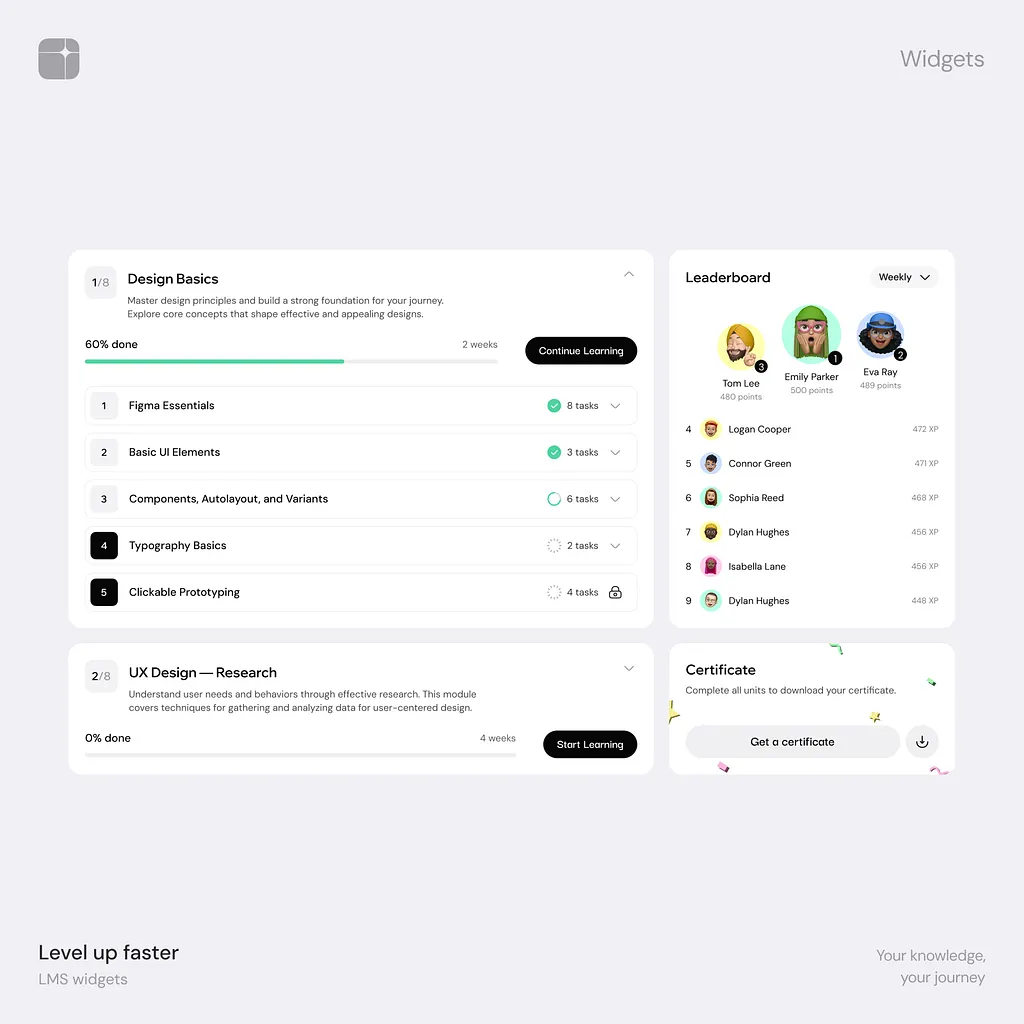 Widgets
1/8
Design Basics
Master design principles and build a strong foundation for your journey.
Explore core concepts that shape effective and appealing designs.
60% done
2 weeks
Continue Learning
1 Figma Essentials 8 tasks
2 Basic UI Elements 3 tasks
3 Components, Autolayout, and Variants 6 tasks
4 Typography Basics 2 tasks
5 Clickable Prototyping 4 tasks
2/8
UX Design — Research
Understand user needs and behaviors through effective research. This module
covers techniques for gathering and analyzing data for user-centered design.
0% done
4 weeks
Start Learning
Leaderboard
Weekly
3
Tom Lee
480 points
1
Emily Parker
500 points
2
Eva Ray
489 points
4 Logan Cooper 472 XP
5 Connor Green 471 XP
6 Sophia Reed 468 XP
7 Dylan Hughes 456 XP
8 Isabella Lane 456 XP
9 Dylan Hughes 448 XP
Certificate
Complete all units to download your certificate.
Get a certificate
Level up faster
LMS widgets
Your knowledge,
your journey